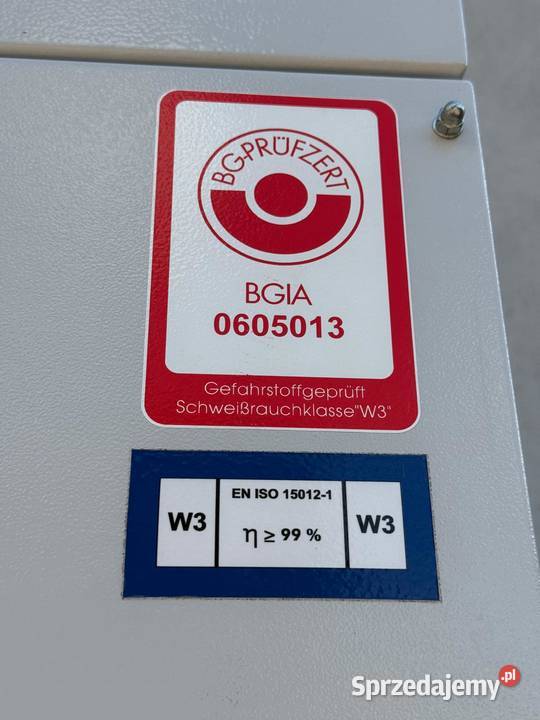 BG-PRÜFZERT
BGIA
0605013
Gefahrstoffgeprüft
Schweißrauchklasse"W3"
W3
EN ISO 15012-1
η ≥ 99 %
W3
Sprzedajemy.pl